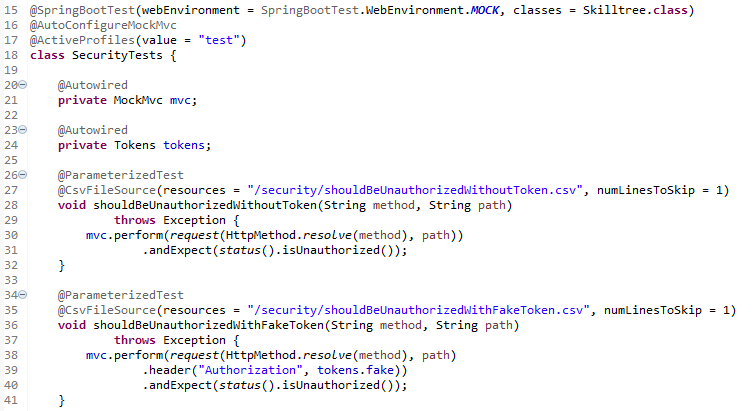 15 @SpringBootTest(webEnvironment = SpringBootTest.WebEnvironment.MOCK, classes = Skilltree.class)
16 @AutoConfigureMockMvc
17 @ActiveProfiles(value = "test")
18 class SecurityTests {
19
20 @Autowired
21 private MockMvc mvc;
22
23 @Autowired
24 private Tokens tokens;
25
26 @ParameterizedTest
27 @CsvFileSource(resources = "/security/shouldBeUnauthorizedWithoutToken.csv", numLinesToSkip = 1)
28 void shouldBeUnauthorizedWithoutToken(String method, String path)
29 throws Exception {
30 mvc.perform(request(HttpMethod.resolve(method), path))
31 .andExpect(status().isUnauthorized());
32 }
33
34 @ParameterizedTest
35 @CsvFileSource(resources = "/security/shouldBeUnauthorizedWithFakeToken.csv", numLinesToSkip = 1)
36 void shouldBeUnauthorizedWithFakeToken(String method, String path)
37 throws Exception {
38 mvc.perform(request(HttpMethod.resolve(method), path)
39 .header("Authorization", tokens.fake))
40 .andExpect(status().isUnauthorized());
41 }